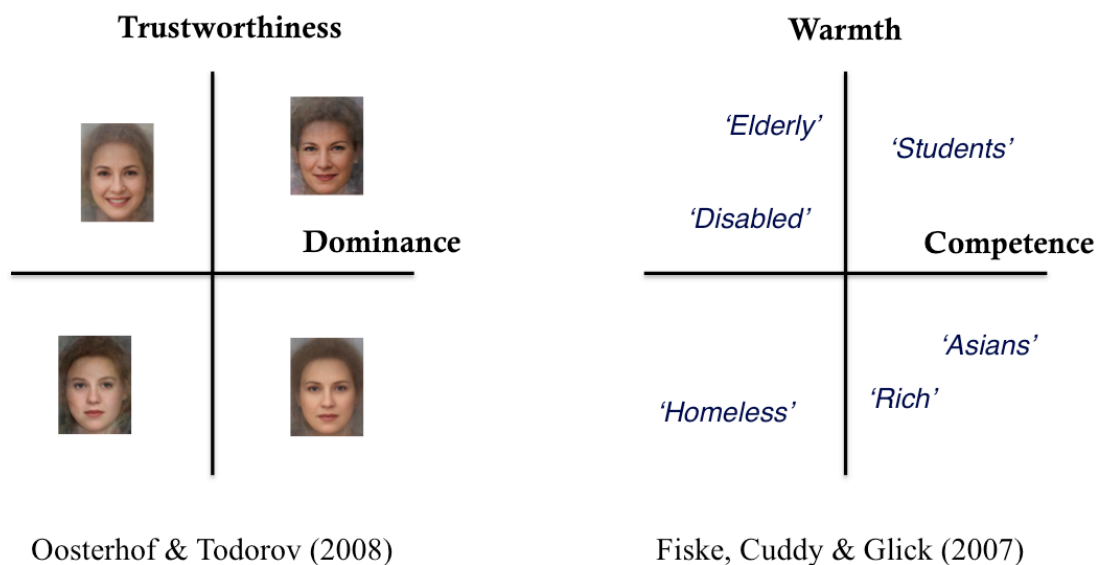 Trustworthiness
Dominance
Oosterhof & Todorov (2008)
Warmth
‘Elderly’
‘Students’
‘Disabled’
Competence
‘Asians’
‘Rich’
‘Homeless’
Fiske, Cuddy & Glick (2007)